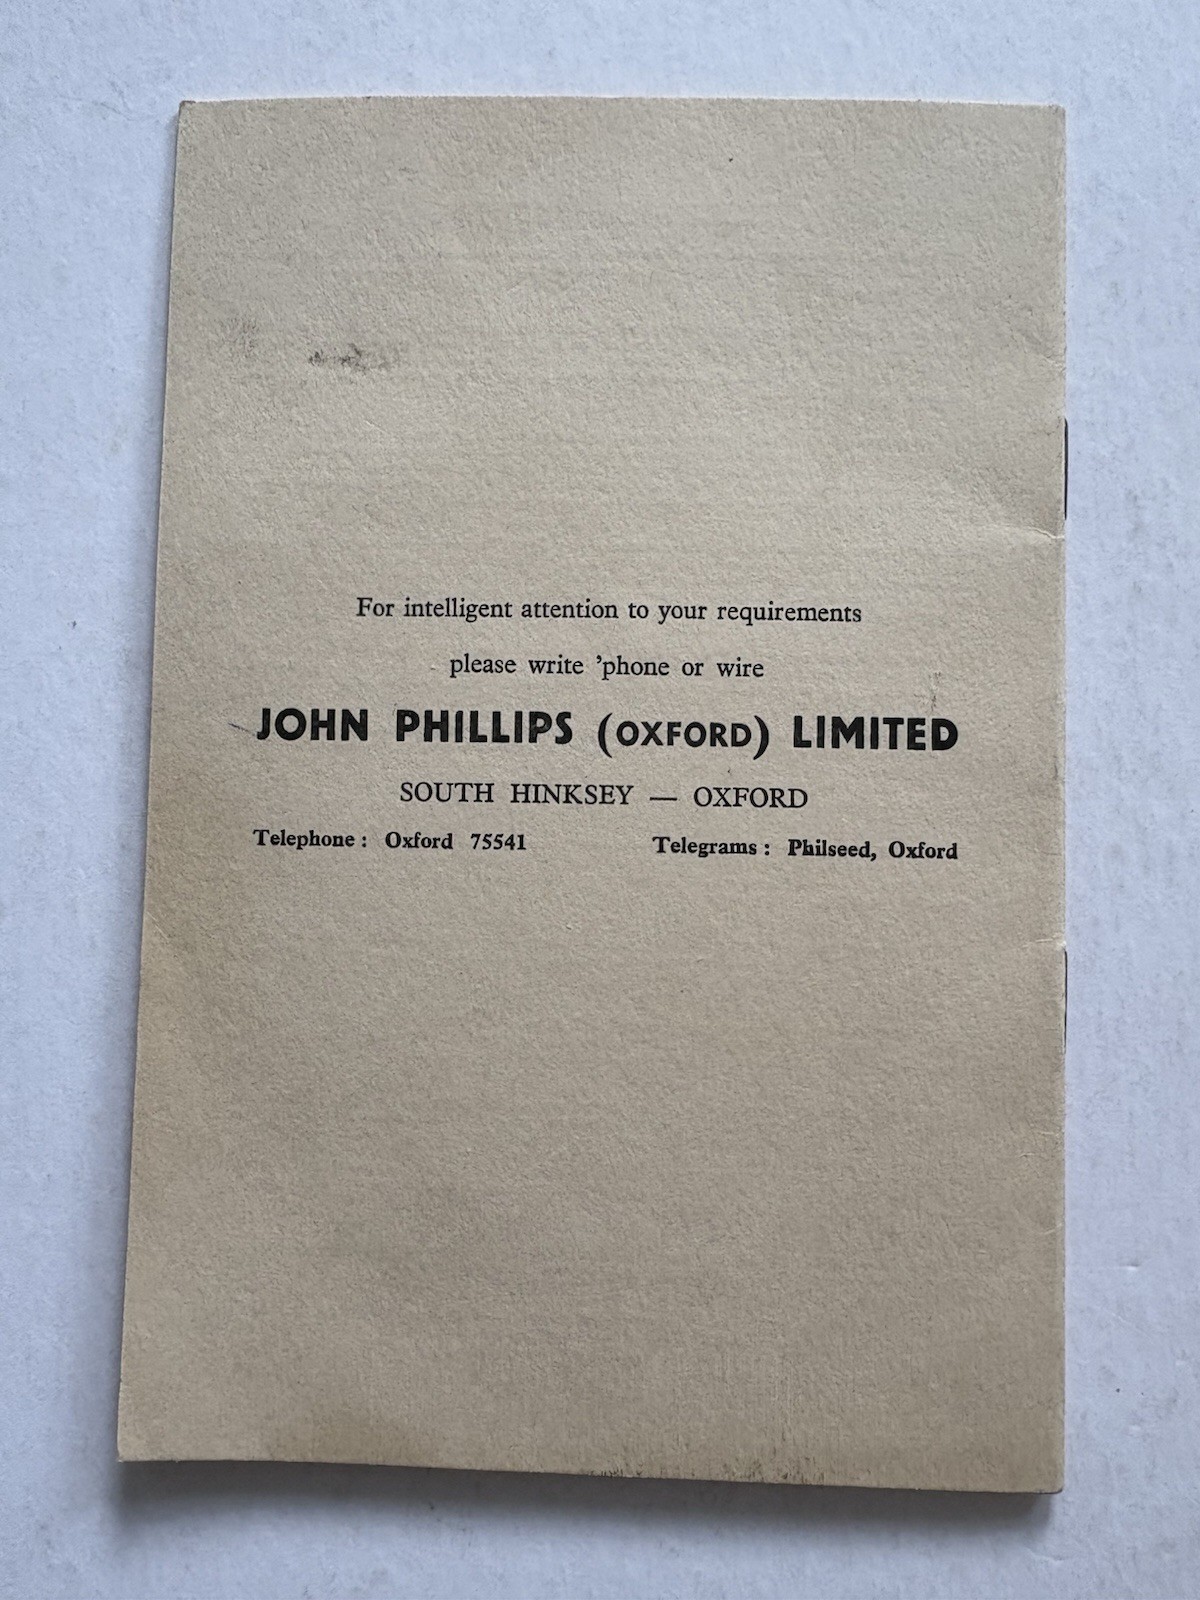 For intelligent attention to your requirements
please write 'phone or wire
JOHN PHILLIPS (OXFORD) LIMITED
SOUTH HINKSEY — OXFORD
Telephone : Oxford 75541 Telegrams : Philseed, Oxford